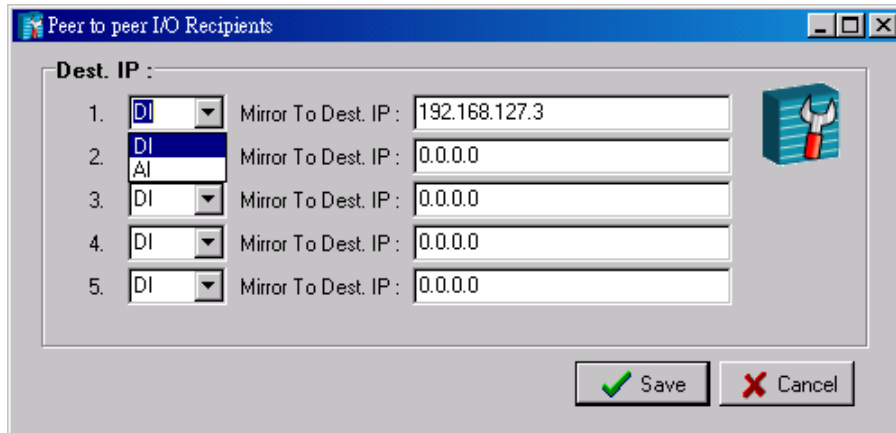 Peer to peer I/O Recipients
Dest. IP :
1. DI Mirror To Dest. IP : 192.168.127.3
DI
2. Mirror To Dest. IP : 0.0.0.0
AI
3. DI Mirror To Dest. IP : 0.0.0.0
4. DI Mirror To Dest. IP : 0.0.0.0
5. DI Mirror To Dest. IP : 0.0.0.0
Save Cancel